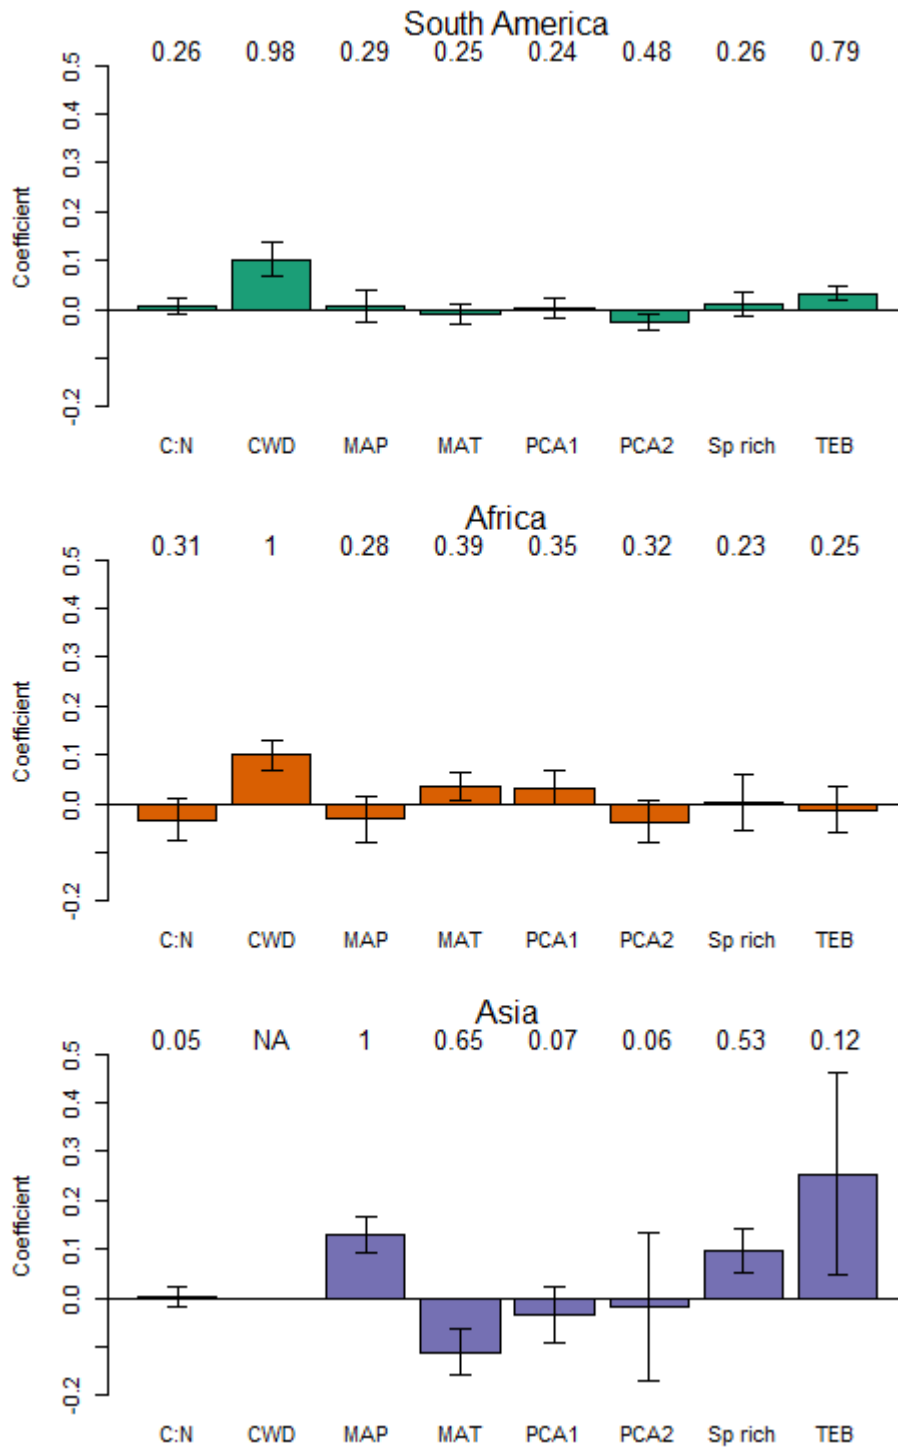 South America
0.26 0.98 0.29 0.25 0.24 0.48 0.26 0.79
Coefficient
0.5
0.4
0.3
0.2
0.1
0.0
-0.2
C:N CWD MAP MAT PCA1 PCA2 Sp rich TEB
Africa
0.31 1 0.28 0.39 0.35 0.32 0.23 0.25
Coefficient
0.5
0.4
0.3
0.2
0.1
0.0
-0.2
C:N CWD MAP MAT PCA1 PCA2 Sp rich TEB
Asia
0.05 NA 1 0.65 0.07 0.06 0.53 0.12
Coefficient
0.5
0.4
0.3
0.2
0.1
0.0
-0.2
C:N CWD MAP MAT PCA1 PCA2 Sp rich TEB